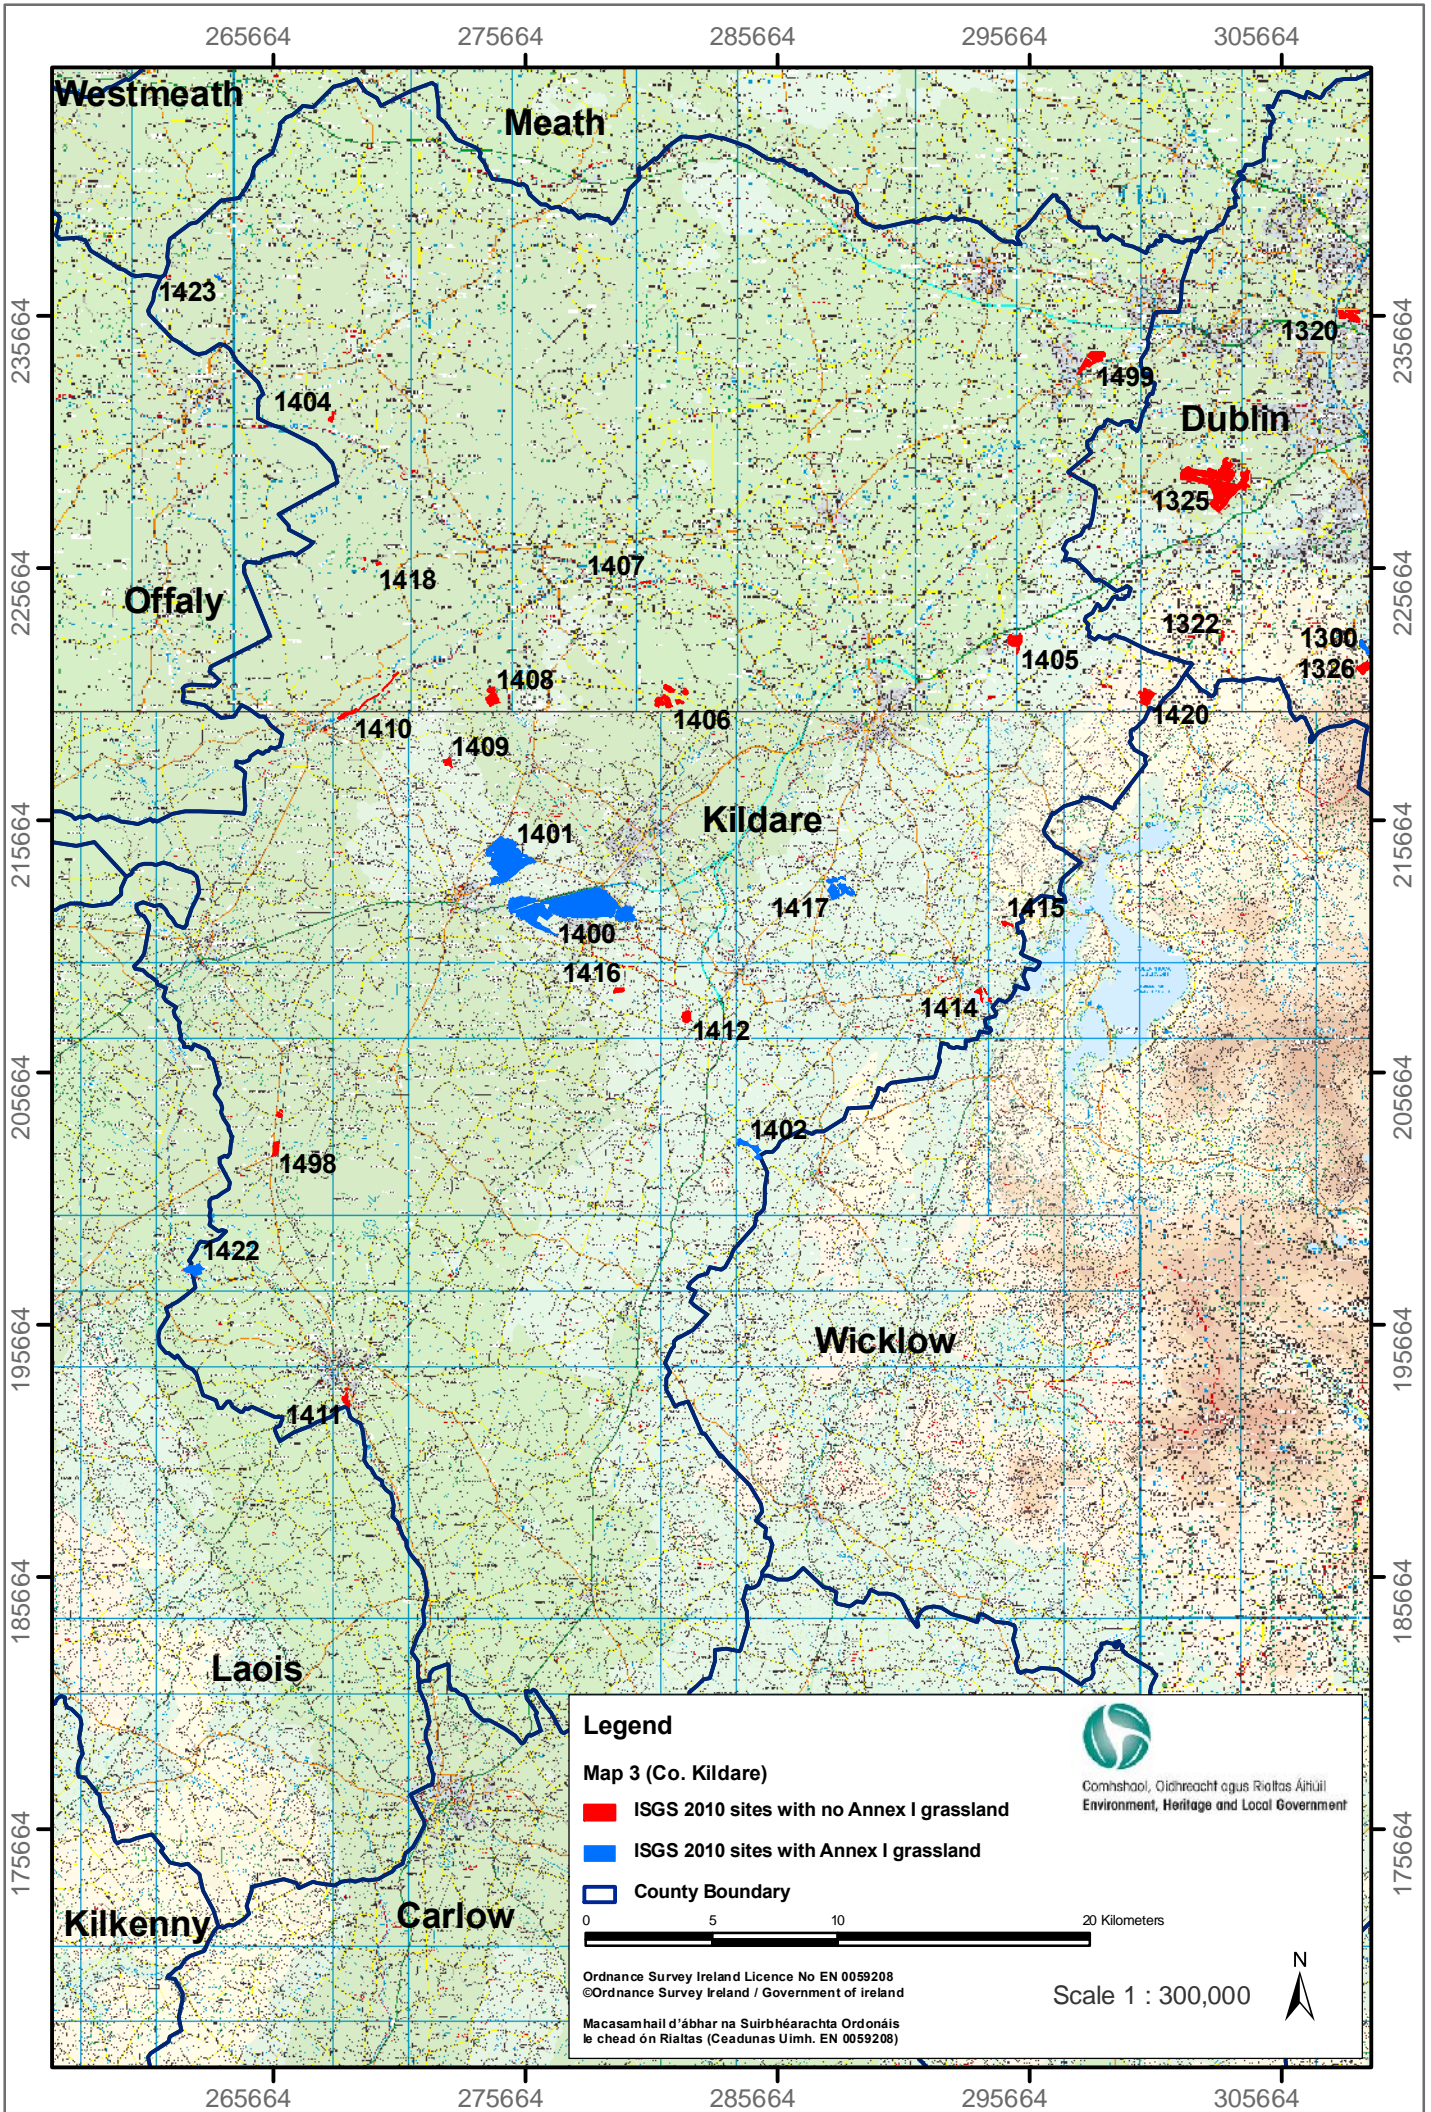 265664 275664 285664 295664 305664
Westmeath
Meath
1423
235664
235664
1320
1499
1404
Dublin
1325
1407
1418
225664
225664
Offaly
1322
1300
1405
1326
1408
1406
1420
1410
1409
215664
215664
Kildare
1401
1417
1415
1400
1416
1414
1412
205664
205664
1402
1498
1422
195664
195664
Wicklow
1411
185664
185664
Laois
Legend
Map 3 (Co. Kildare)
Comhshaol, Oidhreacht agus Rialtas Áitiúil
Environment, Heritage and Local Government
ISGS 2010 sites with no Annex I grassland
175664
175664
ISGS 2010 sites with Annex I grassland
County Boundary
Kilkenny
Carlow
0 5 10 20 Kilometers
N
Ordnance Survey Ireland Licence No EN 0059208
©Ordnance Survey Ireland / Government of ireland
Scale 1 : 300,000
Macasamhail d'ábhar na Suirbhéarachta Ordonáis
le chead ón Rialtas (Ceadunas Uimh. EN 0059208)
265664 275664 285664 295664 305664